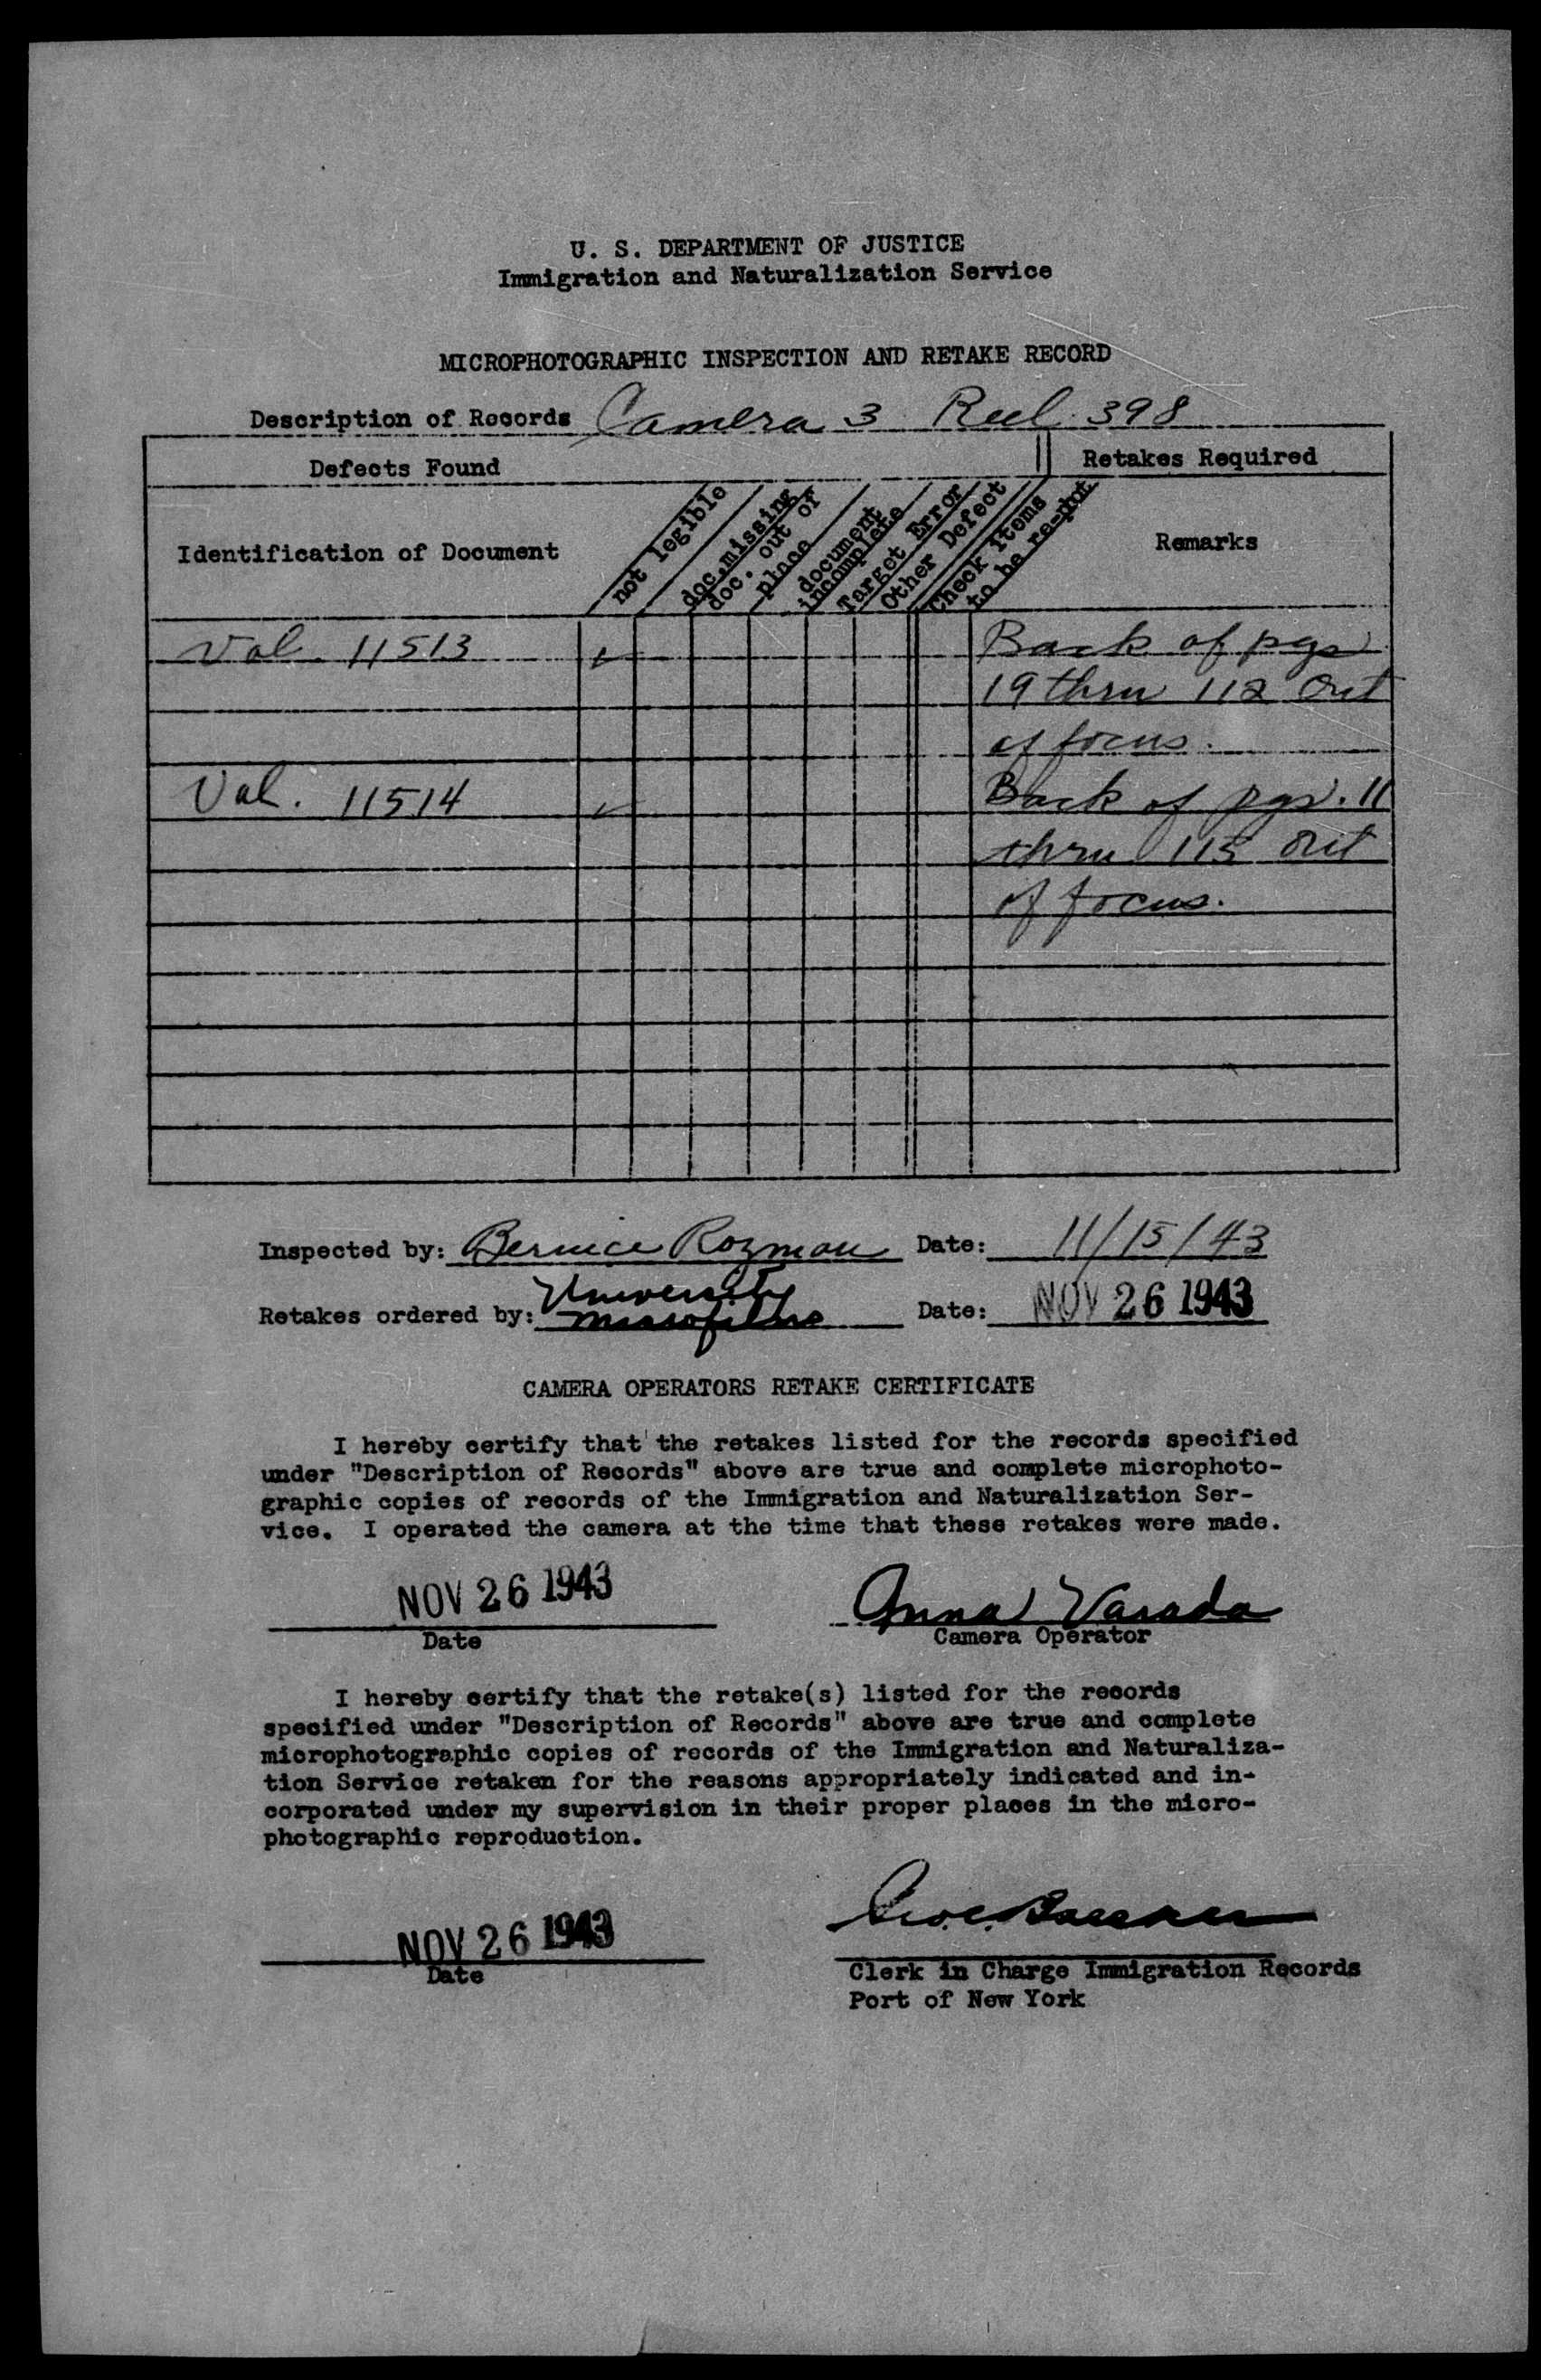 U. S. DEPARTMENT OF JUSTICE
Immigration and Naturalization Service
MICROPHOTOGRAPHIC INSPECTION AND RETAKE RECORD
Description of Records Camera 3 Reel 398
Defects Found
Retakes Required
Identification of Document
not legible
doc. missing
doc. out of
place
document
incomplete
Target Error
Other Defect
Check items
to be re-phot
Remarks
Vol. 11513 ✓ Back of pgs
19 thru 112 out
of focus.
Vol. 11514 ✓ Back of pgs. 11
thru 115 out
of focus.
Inspected by: Bernice Rozman Date: 11/15/43
University
Retakes ordered by: Microfilms Date: NOV 26 1943
CAMERA OPERATORS RETAKE CERTIFICATE
I hereby certify that the retakes listed for the records specified
under "Description of Records" above are true and complete microphoto-
graphic copies of records of the Immigration and Naturalization Ser-
vice. I operated the camera at the time that these retakes were made.
NOV 26 1943
Anna Varada
Date
Camera Operator
I hereby certify that the retake(s) listed for the records
specified under "Description of Records" above are true and complete
microphotographic copies of records of the Immigration and Naturaliza-
tion Service retaken for the reasons appropriately indicated and in-
corporated under my supervision in their proper places in the micro-
photographic reproduction.
NOV 26 1943
Date
Clerk in Charge Immigration Records
Port of New York